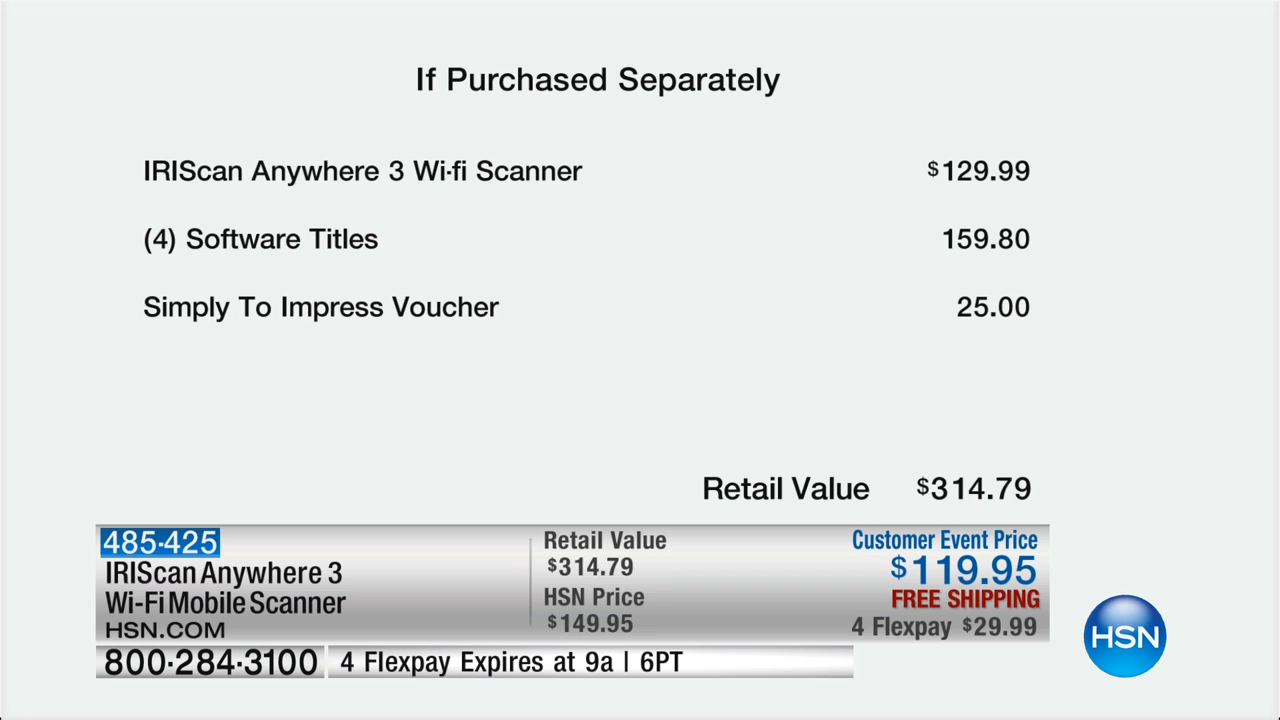 If Purchased Separately
IRIScan Anywhere 3 Wi-fi Scanner $129.99
(4) Software Titles 159.80
Simply To Impress Voucher 25.00
Retail Value $314.79
485·425
IRIScan Anywhere 3
Wi-Fi Mobile Scanner
HSN.COM
Retail Value
$314.79
HSN Price
$149.95
Customer Event Price
$119.95
FREE SHIPPING
4 Flexpay $29.99
HSN
800·284·3100
4 Flexpay Expires at 9a | 6PT